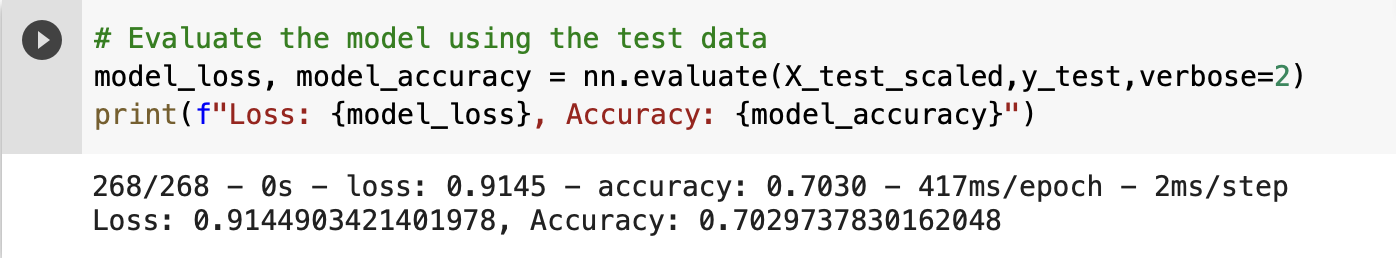 # Evaluate the model using the test data
model_loss, model_accuracy = nn.evaluate(X_test_scaled,y_test,verbose=2)
print(f"Loss: {model_loss}, Accuracy: {model_accuracy}")
268/268 – 0s – loss: 0.9145 – accuracy: 0.7030 – 417ms/epoch – 2ms/step
Loss: 0.9144903421401978, Accuracy: 0.7029737830162048